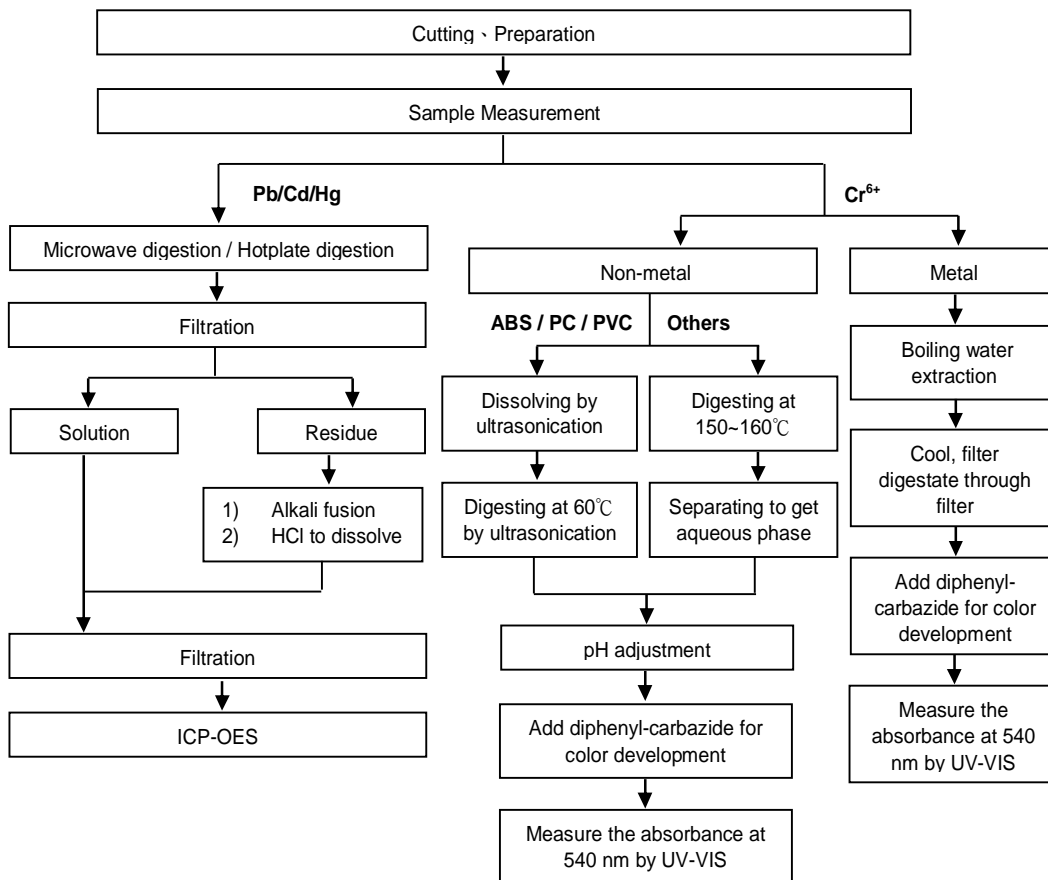 Cutting、Preparation
Sample Measurement
Pb/Cd/Hg
Cr⁶⁺
Microwave digestion / Hotplate digestion
Filtration
Solution
Residue
1) Alkali fusion
2) HCl to dissolve
Filtration
ICP-OES
Non-metal
ABS / PC / PVC
Others
Dissolving by
ultrasonication
Digesting at 60℃
by ultrasonication
Digesting at
150~160℃
Separating to get
aqueous phase
pH adjustment
Add diphenyl-carbazide for
color development
Measure the absorbance at
540 nm by UV-VIS
Metal
Boiling water
extraction
Cool, filter
digestate through
filter
Add diphenyl-
carbazide for color
development
Measure the
absorbance at 540
nm by UV-VIS